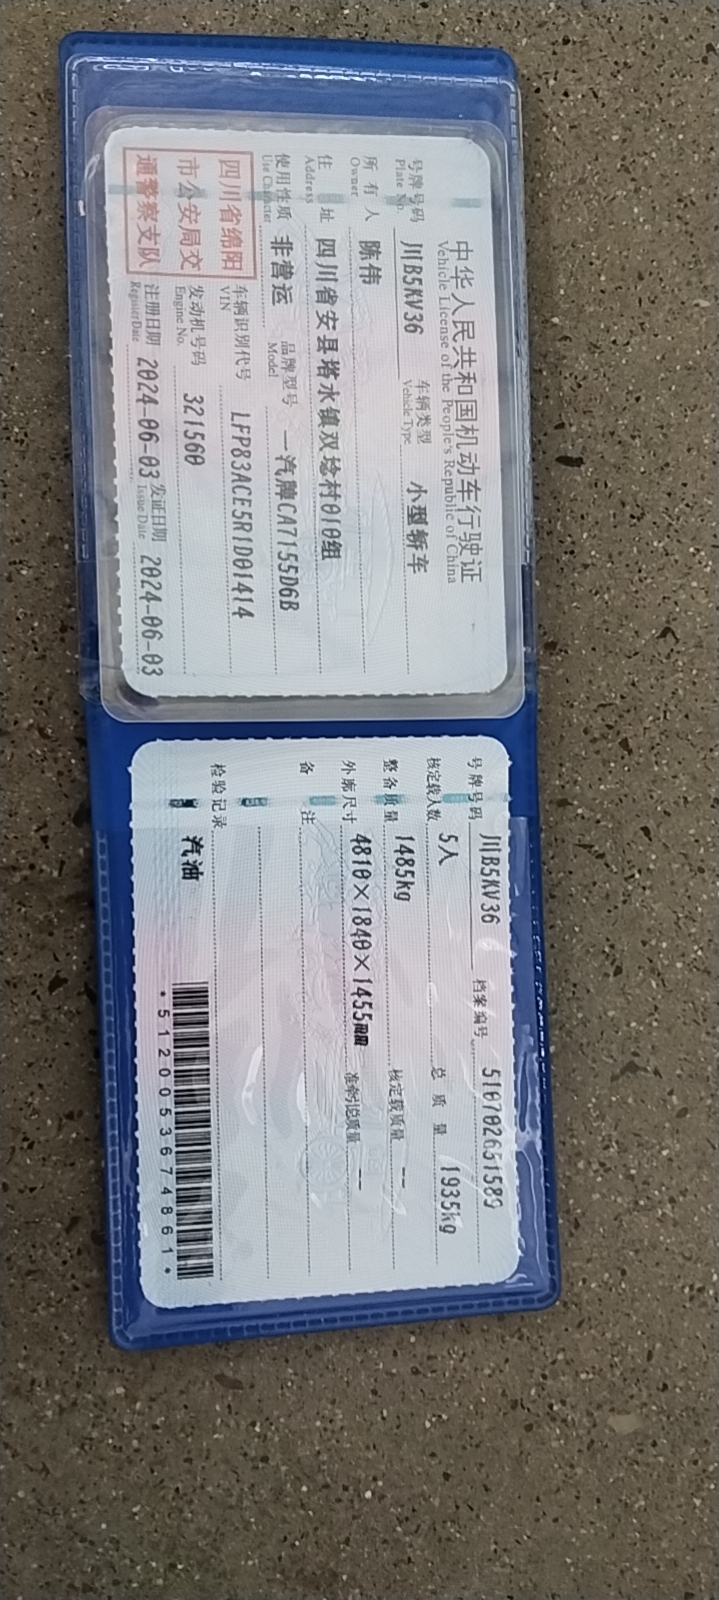 中华人民共和国机动车行驶证
Vehicle License of the People's Republic of China
号牌号码 川B5KV36 车辆类型 小型轿车
Plate No. Vehicle Type
所有人 陈伟
Owner
住址 四川省安县塔水镇双埝村010组
Address
使用性质 非营运 品牌型号 一汽牌CA7155D6B
Use Character Model
四川省绵阳
市公安局交
通警察支队
车辆识别代号 LFP83ACE5R1D01414
VIN
发动机号码 321560
Engine No.
注册日期 2024-06-03 发证日期 2024-06-03
Register Date Issue Date
号牌号码 川B5KV36 档案编号 510702651589
核定载人数 5人 总质量 1935kg
整备质量 1485kg 核定载质量 --
外廓尺寸 4810×1840×1455mm 准牵引总质量 --
备注
检验记录
汽油
*5120053674861*